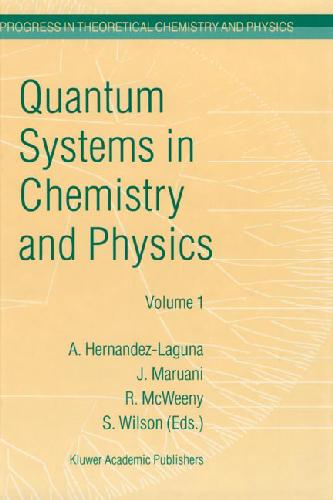 PROGRESS IN THEORETICAL CHEMISTRY AND PHYSICS
Quantum
Systems in
Chemistry
and Physics
Volume 1
A. Hernandez-Laguna
J. Maruani
R. McWeeny
S. Wilson (Eds.)
Kluwer Academic Publishers